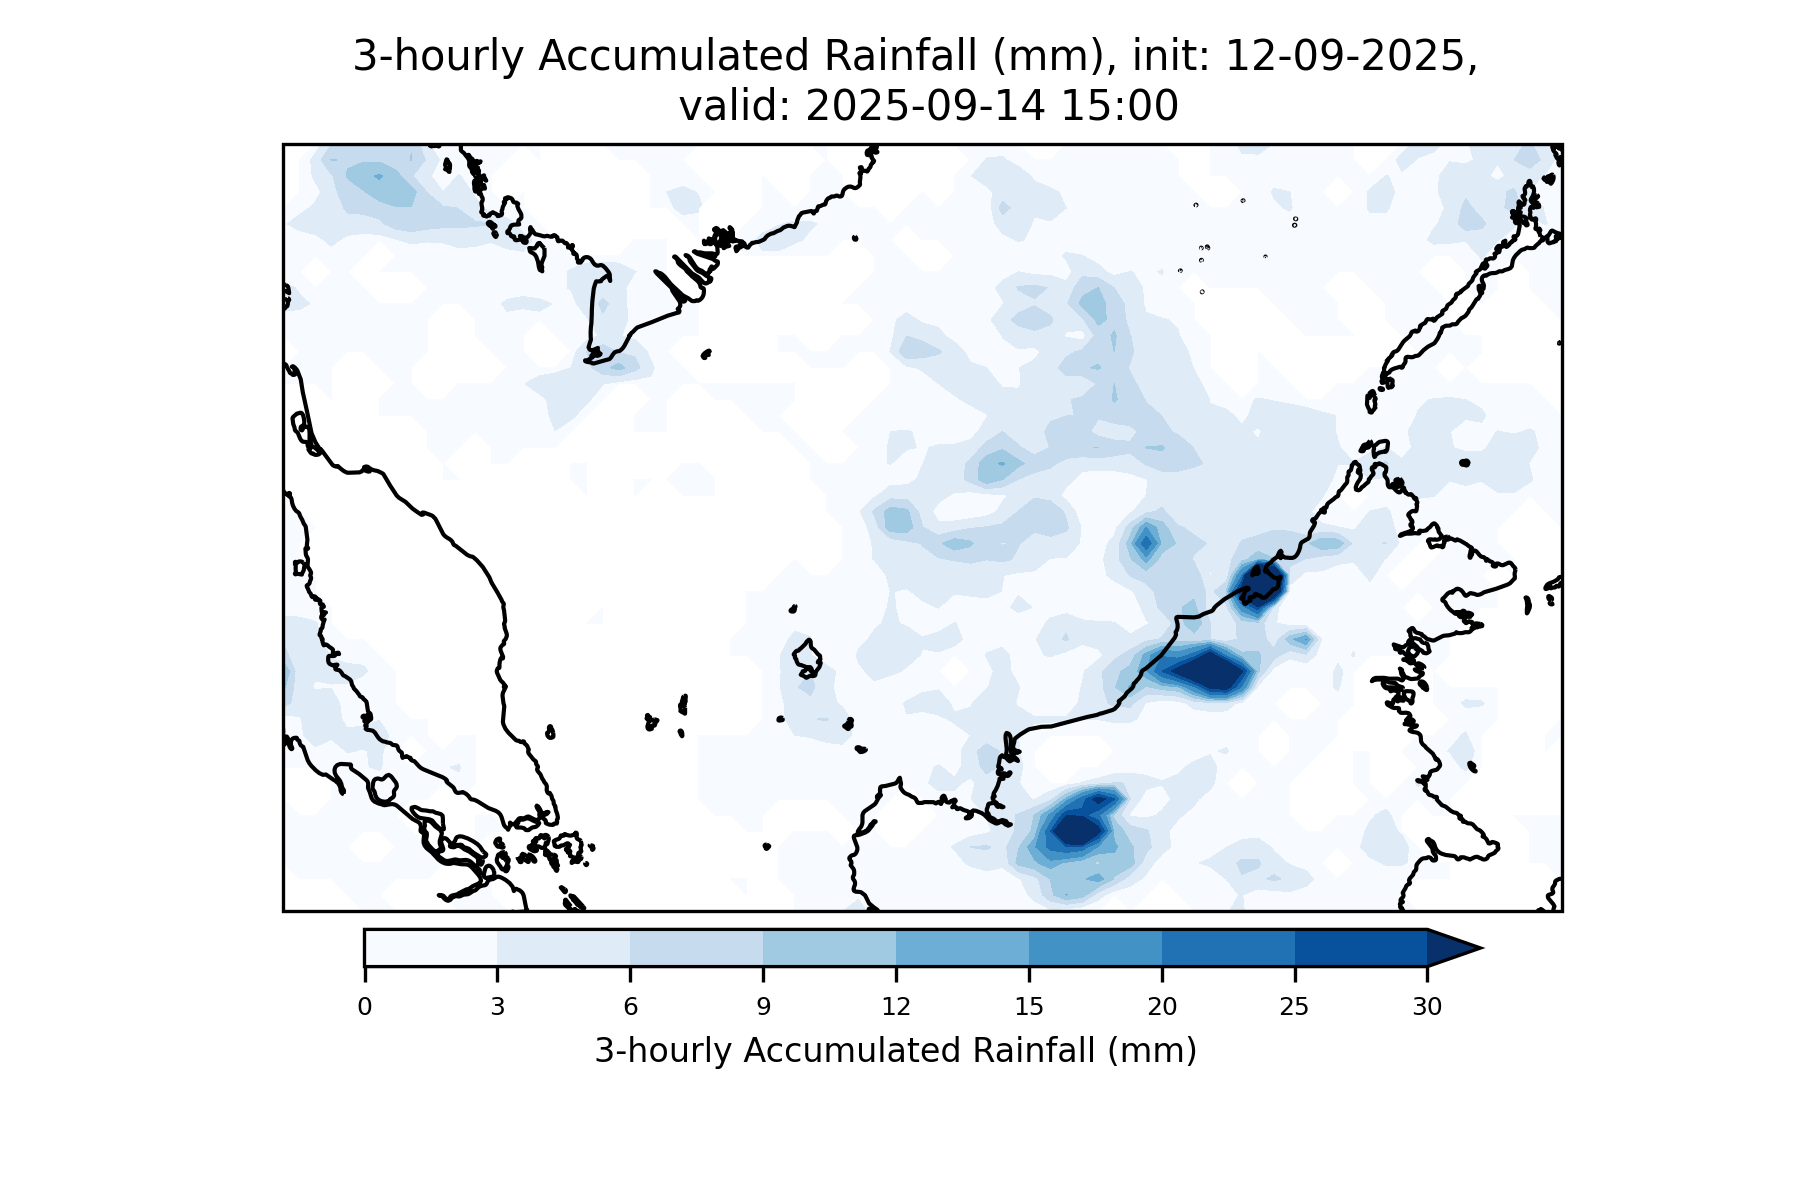 3-hourly Accumulated Rainfall (mm), init: 12-09-2025,
valid: 2025-09-14 15:00
0 3 6 9 12 15 20 25 30
3-hourly Accumulated Rainfall (mm)